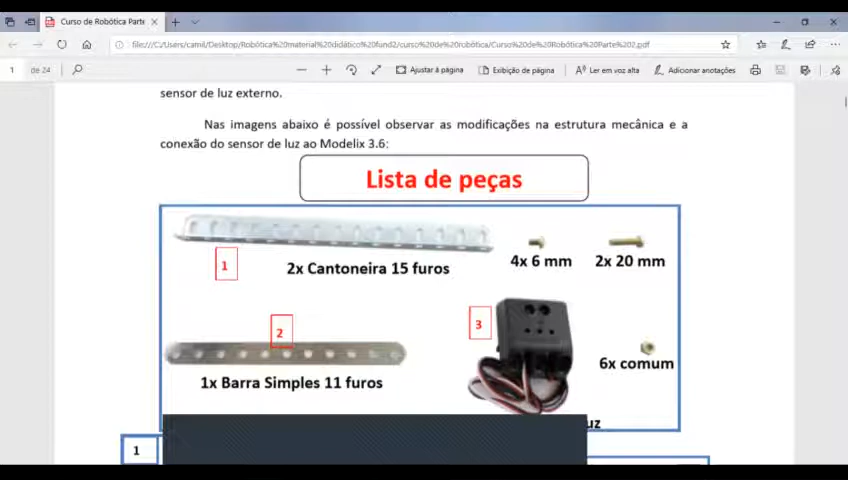 Curso de Robótica Parte
file:///C:/Users/camil/Desktop/Robótica%20material%20didático%20fund2/curso%20de%20robótica/Curso%20de%20Robótica%20Parte%202.pdf
1 de 24
Ajustar à página
Exibição de página
Ler em voz alta
Adicionar anotações
sensor de luz externo.
Nas imagens abaixo é possível observar as modificações na estrutura mecânica e a
conexão do sensor de luz ao Modelix 3.6:
Lista de peças
1
2x Cantoneira 15 furos
4x 6 mm
2x 20 mm
2
1x Barra Simples 11 furos
3
6x comum
uz
1